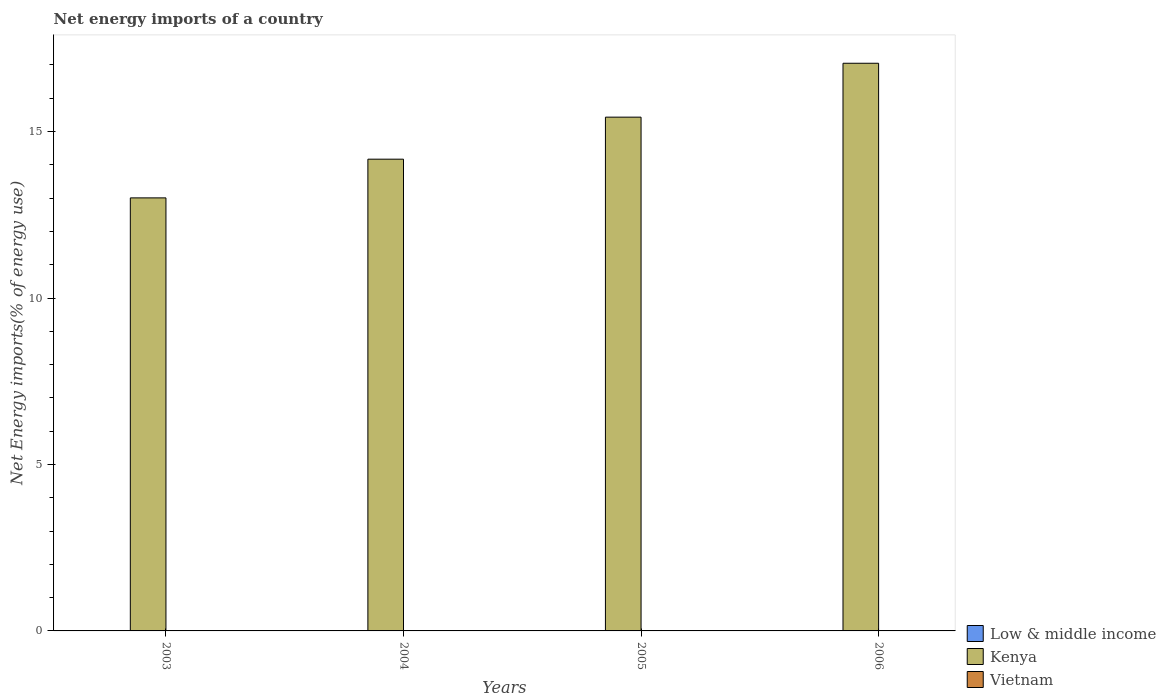 Net energy imports of a country
Net Energy imports(% of energy use)
15
10
5
0
2003
2004
2005
2006
Years
Low & middle income
Kenya
Vietnam